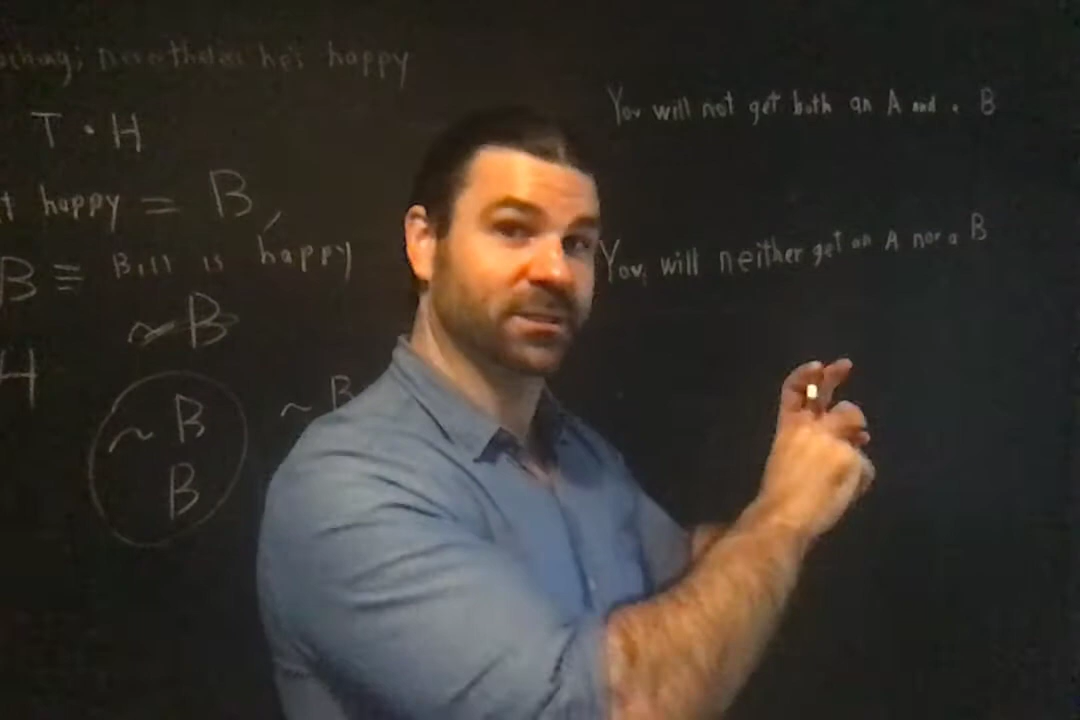 nevertheless he's happy
T • H
happy = B,
B ≡ Bill is happy
~B
H
~ B
B
~ B
You will not get both an A and a B
You will neither get an A nor a B